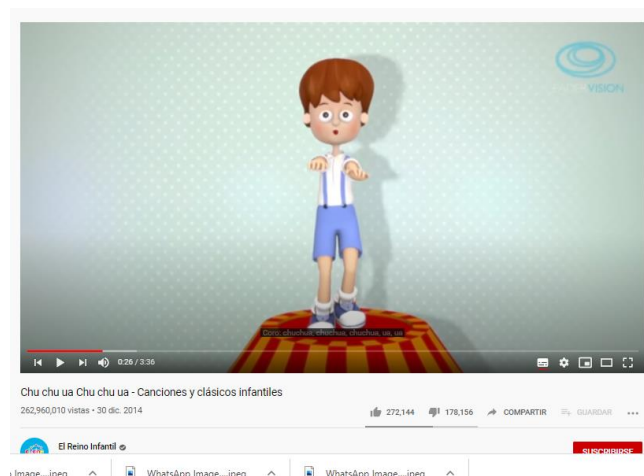 VISION
Coro: chuchua, chuchua, chuchua, ua, ua
0:26 / 3:36
Chu chu ua Chu chu ua - Canciones y clásicos infantiles
262,960,010 vistas • 30 dic. 2014
272,144 178,156 COMPARTIR GUARDAR
El Reino Infantil
SUSCRIBIRSE
Image....jpeg WhatsApp Image....jpeg WhatsApp Image....jpeg